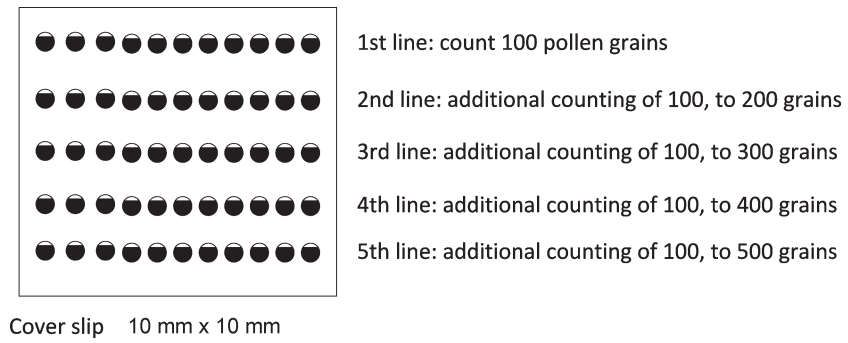 1st line: count 100 pollen grains
2nd line: additional counting of 100, to 200 grains
3rd line: additional counting of 100, to 300 grains
4th line: additional counting of 100, to 400 grains
5th line: additional counting of 100, to 500 grains
Cover slip 10 mm x 10 mm